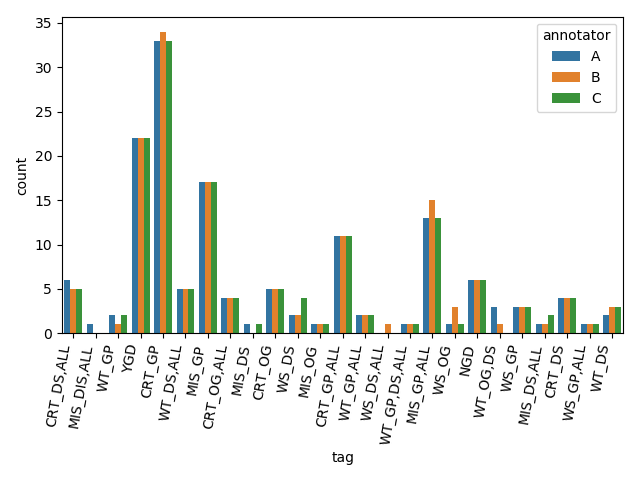 annotator
A
B
C
count
35
30
25
20
15
10
5
0
CRT_DS,ALL
MIS_DIS,ALL
WT_GP
YGD
CRT_GP
WT_DS,ALL
MIS_GP
CRT_OG,ALL
MIS_DS
CRT_OG
WS_DS
MIS_OG
CRT_GP,ALL
WT_GP,ALL
WS_DS,ALL
WT_GP,DS,ALL
MIS_GP,ALL
WS_OG
NGD
WT_OG,DS
WS_GP
MIS_DS,ALL
CRT_DS
WS_GP,ALL
WT_DS
tag